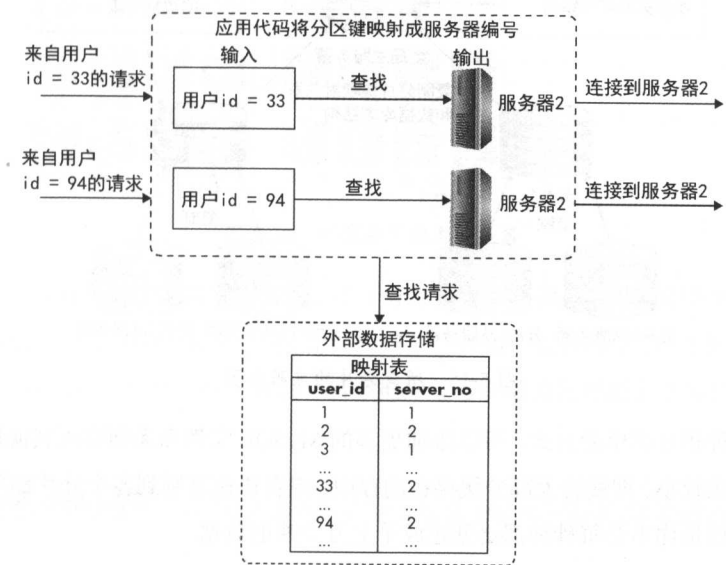 应用代码将分区键映射成服务器编号
输入
输出
来自用户
id = 33的请求
用户id = 33
查找
服务器2
连接到服务器2
来自用户
id = 94的请求
用户id = 94
查找
服务器2
连接到服务器2
查找请求
外部数据存储
映射表
user_id server_no
1 1
2 2
3 1
... ...
33 2
... ...
94 2
... ...